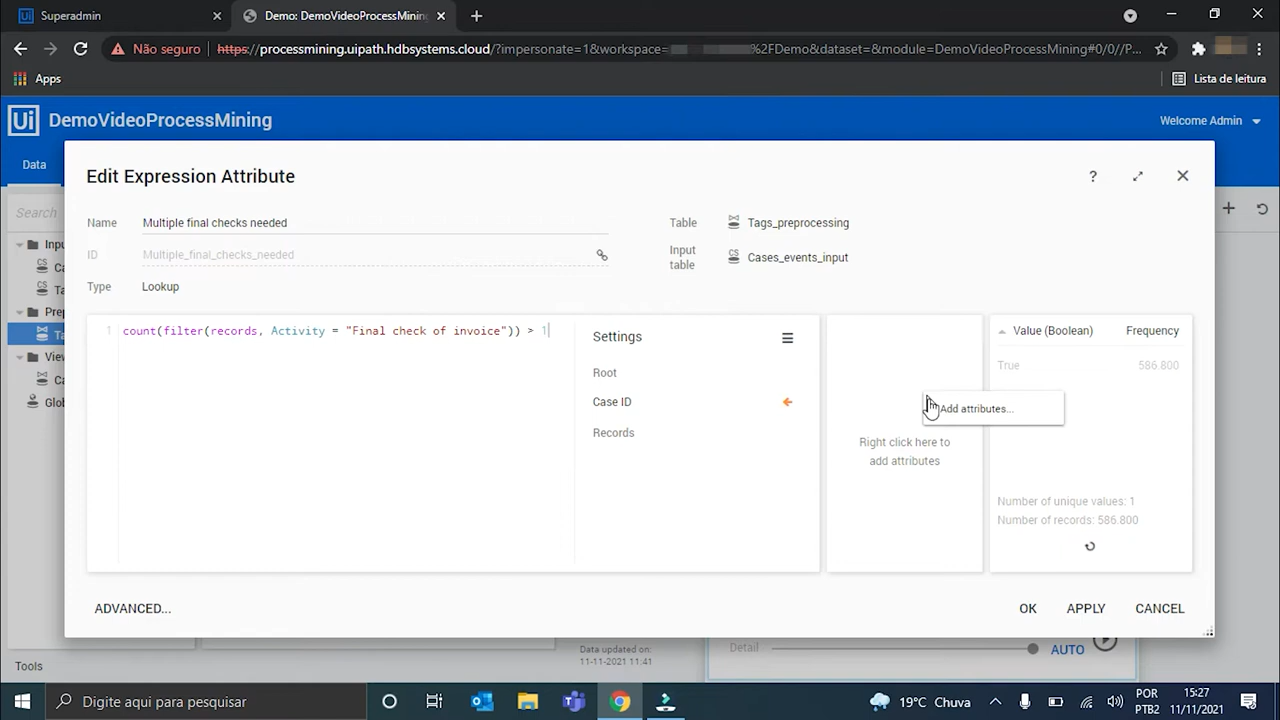 Superadmin
Demo: DemoVideoProcessMining
Não seguro https://processmining.uipath.hdbsystems.cloud/?impersonate=1&workspace= %2FDemo&dataset=&module=DemoVideoProcessMining#0/0//P...
Apps
Lista de leitura
Ui DemoVideoProcessMining
Welcome Admin
Data
Search
Edit Expression Attribute
?
Name Multiple final checks needed
Table Tags_preprocessing
ID Multiple_final_checks_needed
Input table Cases_events_input
Type Lookup
1 count(filter(records, Activity = "Final check of invoice")) > 1
Settings
Root
Case ID
Records
Add attributes...
Right click here to
add attributes
Value (Boolean) Frequency
True 586.800
Number of unique values: 1
Number of records: 586.800
ADVANCED...
OK APPLY CANCEL
Data updated on:
11-11-2021 11:41
Detail AUTO
Tools
Digite aqui para pesquisar
19°C Chuva
POR
PTB2
15:27
11/11/2021